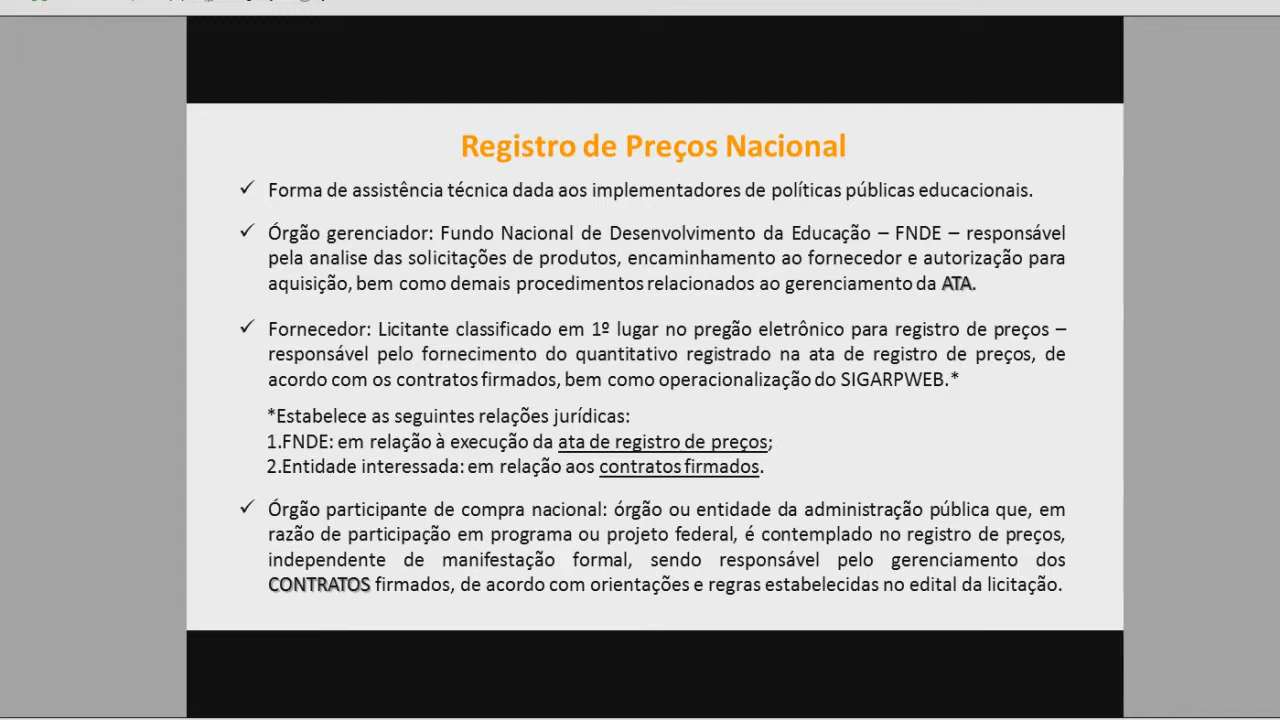 Registro de Preços Nacional
✓ Forma de assistência técnica dada aos implementadores de políticas públicas educacionais.
✓ Órgão gerenciador: Fundo Nacional de Desenvolvimento da Educação – FNDE – responsável
pela analise das solicitações de produtos, encaminhamento ao fornecedor e autorização para
aquisição, bem como demais procedimentos relacionados ao gerenciamento da ATA.
✓ Fornecedor: Licitante classificado em 1º lugar no pregão eletrônico para registro de preços –
responsável pelo fornecimento do quantitativo registrado na ata de registro de preços, de
acordo com os contratos firmados, bem como operacionalização do SIGARPWEB.*
*Estabelece as seguintes relações jurídicas:
1.FNDE: em relação à execução da ata de registro de preços;
2.Entidade interessada: em relação aos contratos firmados.
✓ Órgão participante de compra nacional: órgão ou entidade da administração pública que, em
razão de participação em programa ou projeto federal, é contemplado no registro de preços,
independente de manifestação formal, sendo responsável pelo gerenciamento dos
CONTRATOS firmados, de acordo com orientações e regras estabelecidas no edital da licitação.